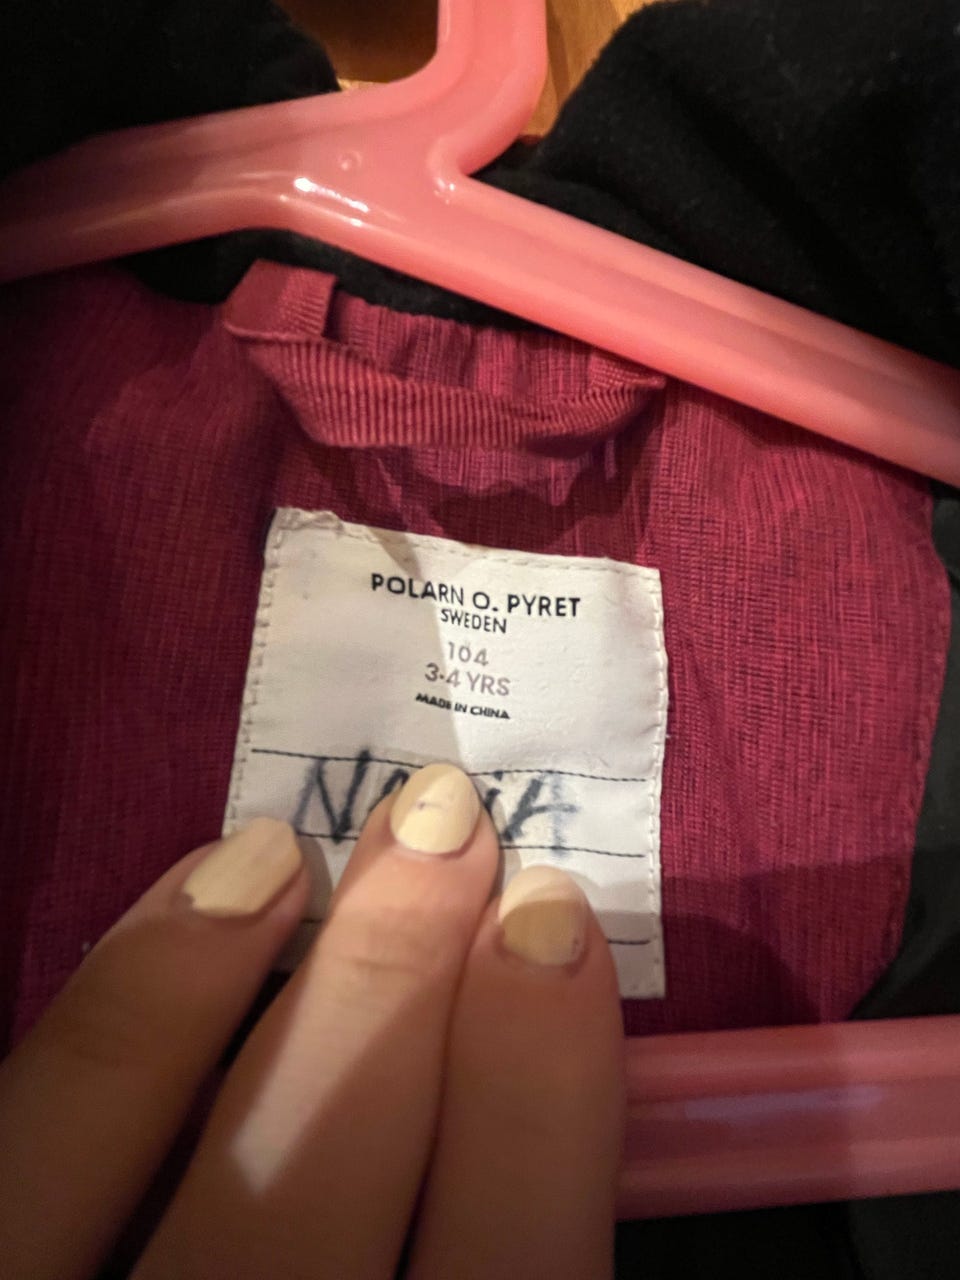 POLARN O. PYRET
SWEDEN
104
3-4 YRS
MADE IN CHINA